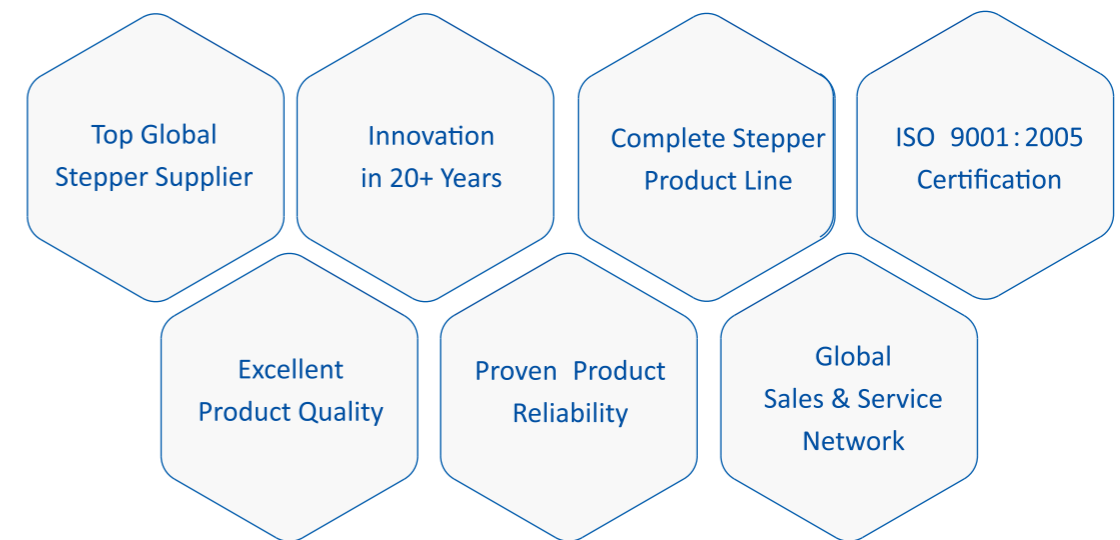 Top Global
Stepper Supplier
Innovation
in 20+ Years
Complete Stepper
Product Line
ISO 9001:2005
Certification
Excellent
Product Quality
Proven Product
Reliability
Global
Sales & Service
Network